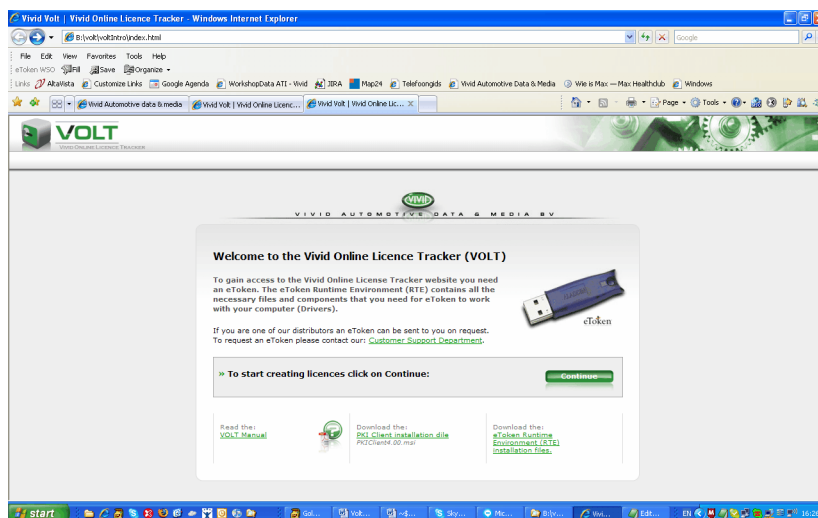 Vivid Volt | Vivid Online Licence Tracker - Windows Internet Explorer
B:\volt\voltIntro\index.html
Google
File Edit View Favorites Tools Help
eToken WSO Fill Save Organize
Links AltaVista Customize Links Google Agenda WorkshopData ATI - Vivid JIRA Map24 Telefoongids Vivid Automotive Data & Media Wie is Max — Max Healthclub Windows
Vivid Automotive data & media Vivid Volt | Vivid Online Licenc... Vivid Volt | Vivid Online Lic... X Page Tools
VOLT
VIVID ONLINE LICENCE TRACKER
VIVID
VIVID AUTOMOTIVE DATA & MEDIA BV
Welcome to the Vivid Online Licence Tracker (VOLT)
To gain access to the Vivid Online License Tracker website you need
an eToken. The eToken Runtime Environment (RTE) contains all the
necessary files and components that you need for eToken to work
with your computer (Drivers).
eToken
If you are one of our distributors an eToken can be sent to you on request.
To request an eToken please contact our: Customer Support Department.
» To start creating licences click on Continue:
Continue
Read the:
VOLT Manual
Download the:
PKI Client installation dile
PKIClient4.00.msi
Download the:
eToken Runtime
Environment (RTE)
installation files.
start Gol... Volt... ~$... Sky... Mic... B:\v... Vivi... Edit... EN 16:26